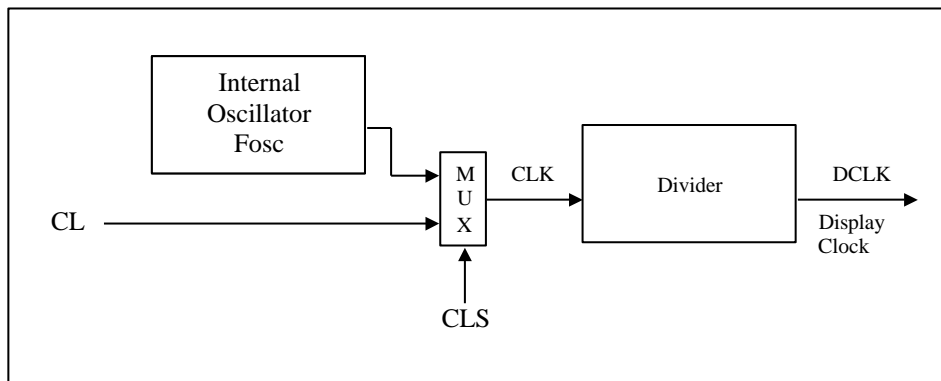 Internal
Oscillator
Fosc
M
U
X
CLK
Divider
DCLK
CL
Display
Clock
CLS